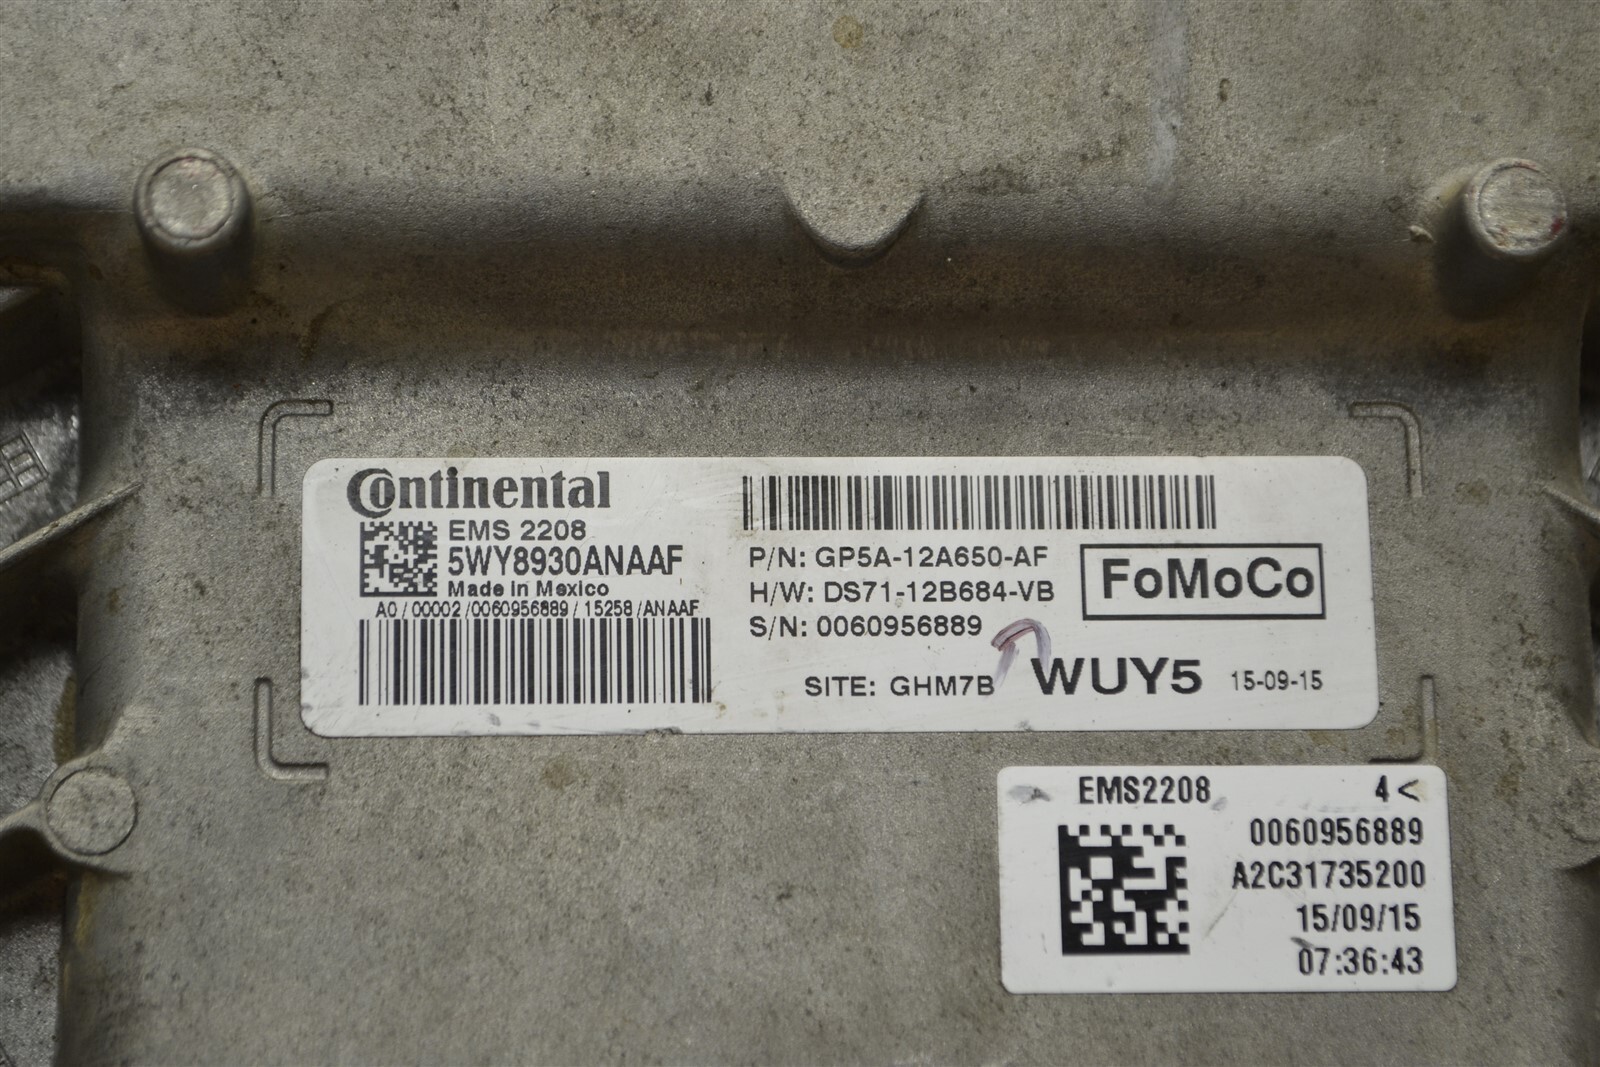 Continental
EMS 2208
5WY8930ANAAF
Made in Mexico
A0 / 00002 / 0060956889 / 15258 / ANAAF
P/N: GP5A-12A650-AF
H/W: DS71-12B684-VB
S/N: 0060956889
FoMoCo
SITE: GHM7B
WUY5
15-09-15
EMS2208 4<
0060956889
A2C31735200
15/09/15
07:36:43